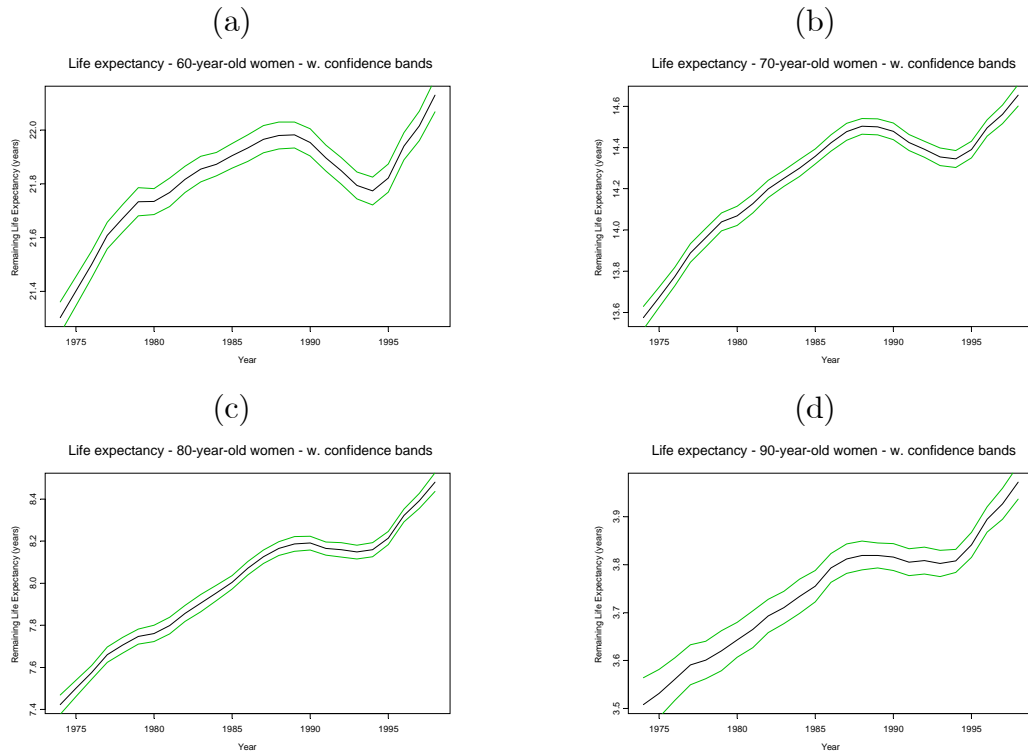 (a)
Life expectancy - 60-year-old women - w. confidence bands
Remaining Life Expectancy (years)
22.0
21.8
21.6
21.4
1975 1980 1985 1990 1995
Year
(b)
Life expectancy - 70-year-old women - w. confidence bands
Remaining Life Expectancy (years)
14.6
14.4
14.2
14.0
13.8
13.6
1975 1980 1985 1990 1995
Year
(c)
Life expectancy - 80-year-old women - w. confidence bands
Remaining Life Expectancy (years)
8.4
8.2
8.0
7.8
7.6
7.4
1975 1980 1985 1990 1995
Year
(d)
Life expectancy - 90-year-old women - w. confidence bands
Remaining Life Expectancy (years)
3.9
3.8
3.7
3.6
3.5
1975 1980 1985 1990 1995
Year